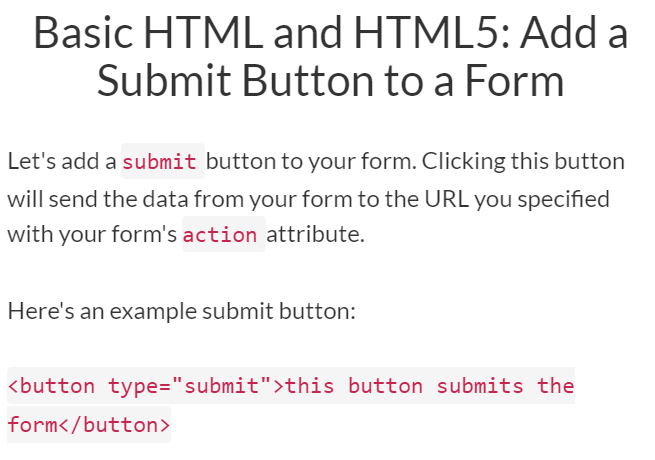 Basic HTML and HTML5: Add a
Submit Button to a Form
Let's add a submit button to your form. Clicking this button
will send the data from your form to the URL you specified
with your form's action attribute.
Here's an example submit button:
<button type="submit">this button submits the
form</button>